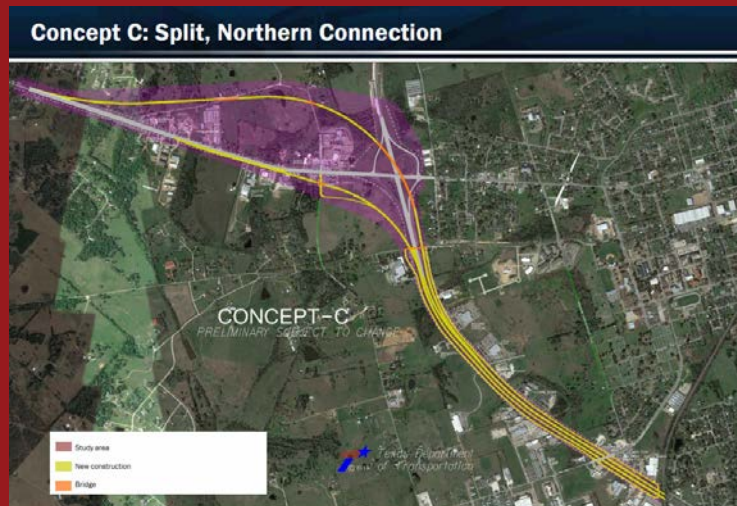 Concept C: Split, Northern Connection
CONCEPT-C
PRELIMINARY SUBJECT TO CHANGE
Study area
New construction
Bridge
Texas Department
of Transportation